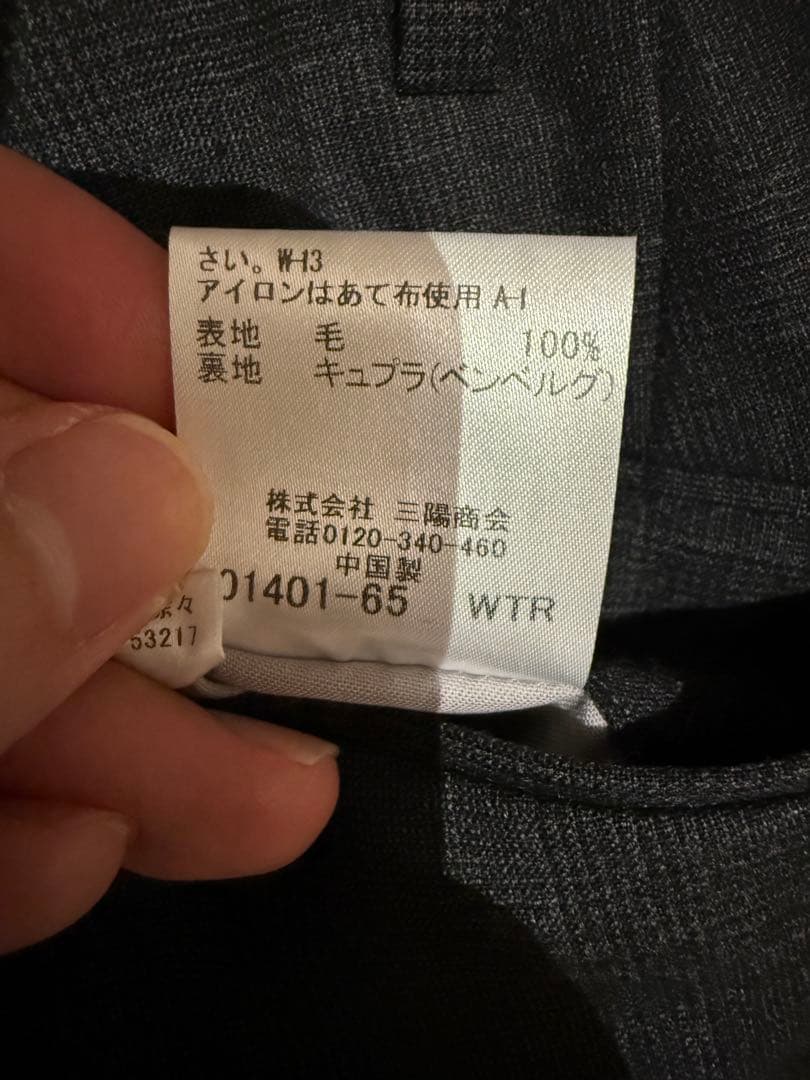 さい。W-13
アイロンはあて布使用 A-1
表地 毛 100%
裏地 キュプラ(ベンベルグ)
株式会社 三陽商会
電話0120-340-460
中国製
01401-65 WTR
53217